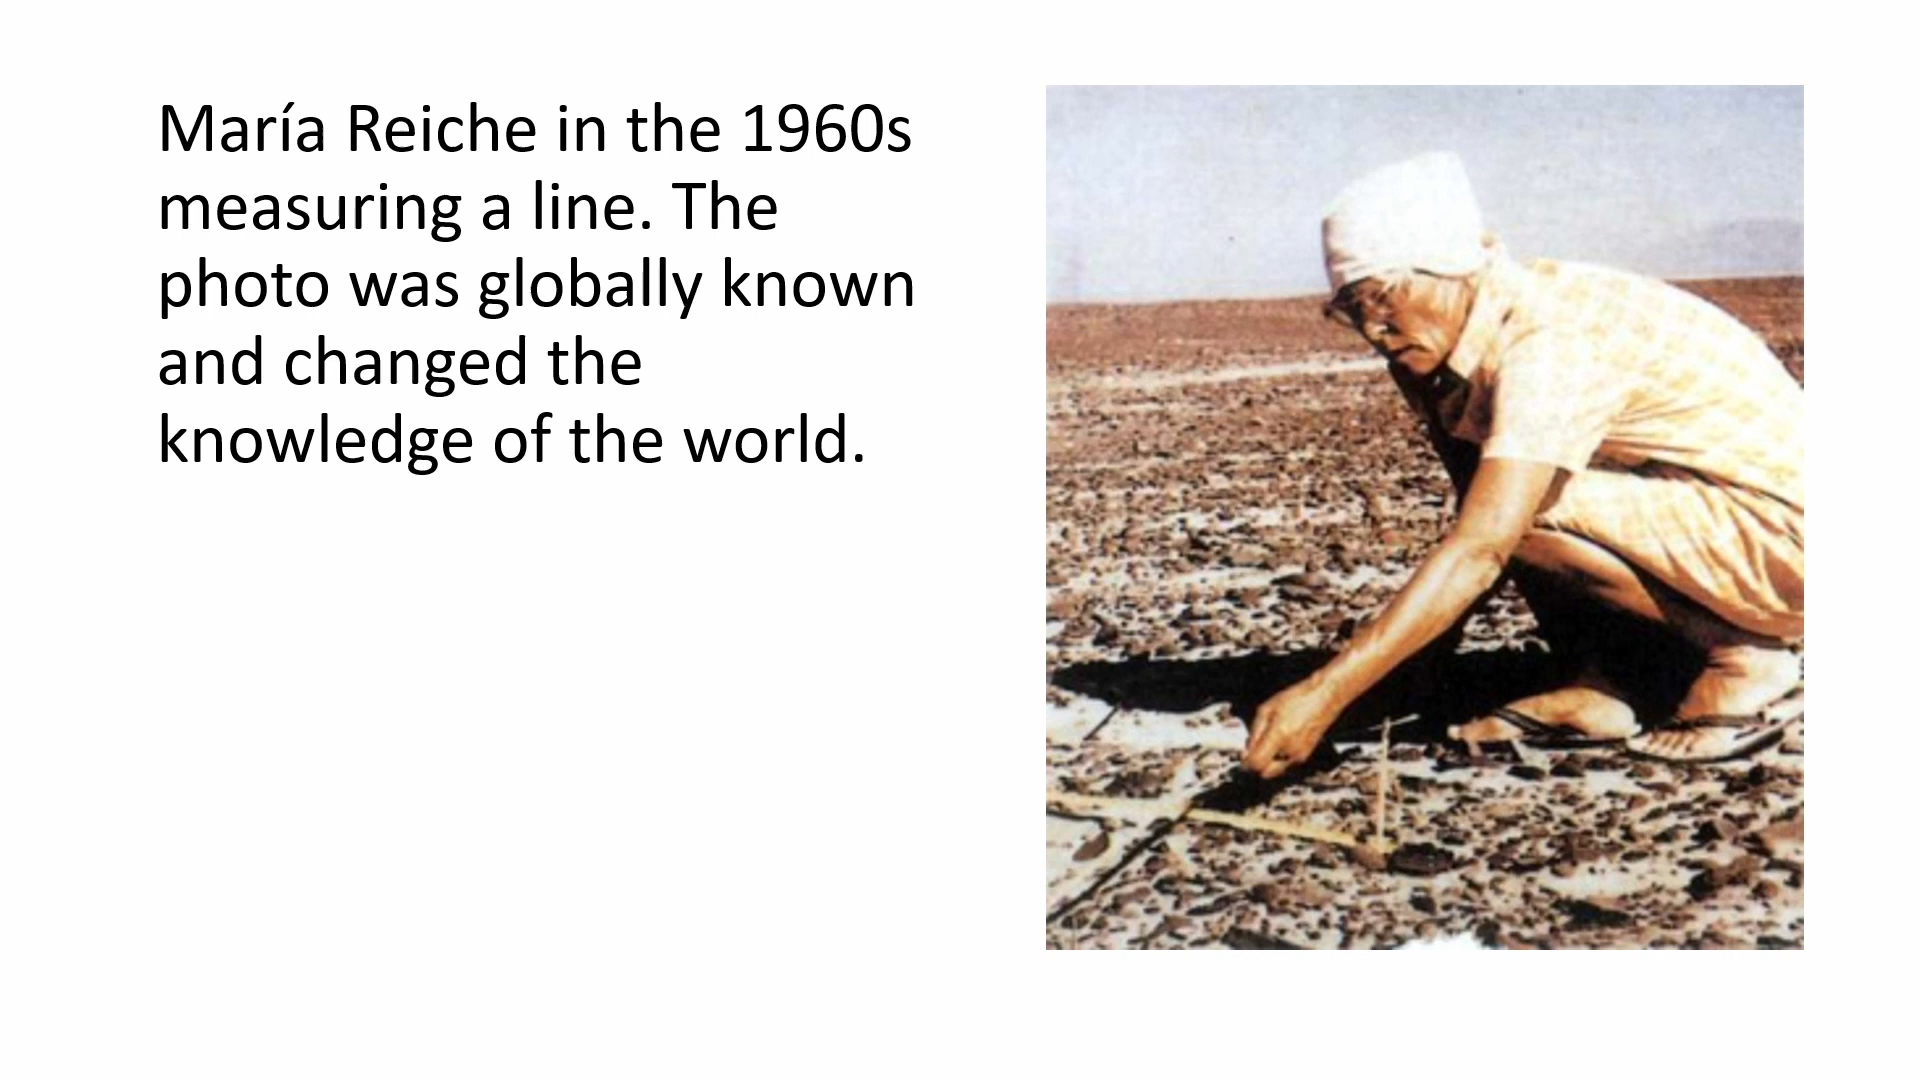 María Reiche in the 1960s
measuring a line. The
photo was globally known
and changed the
knowledge of the world.